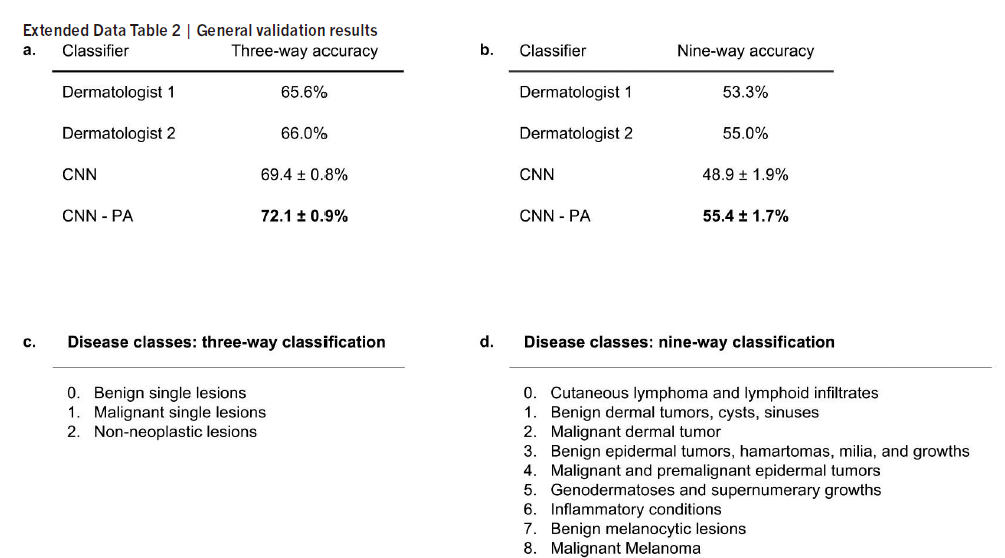 Extended Data Table 2 | General validation results
a. Classifier Three-way accuracy
Dermatologist 1 65.6%
Dermatologist 2 66.0%
CNN 69.4 ± 0.8%
CNN - PA 72.1 ± 0.9%
b. Classifier Nine-way accuracy
Dermatologist 1 53.3%
Dermatologist 2 55.0%
CNN 48.9 ± 1.9%
CNN - PA 55.4 ± 1.7%
c. Disease classes: three-way classification
0. Benign single lesions
1. Malignant single lesions
2. Non-neoplastic lesions
d. Disease classes: nine-way classification
0. Cutaneous lymphoma and lymphoid infiltrates
1. Benign dermal tumors, cysts, sinuses
2. Malignant dermal tumor
3. Benign epidermal tumors, hamartomas, milia, and growths
4. Malignant and premalignant epidermal tumors
5. Genodermatoses and supernumerary growths
6. Inflammatory conditions
7. Benign melanocytic lesions
8. Malignant Melanoma